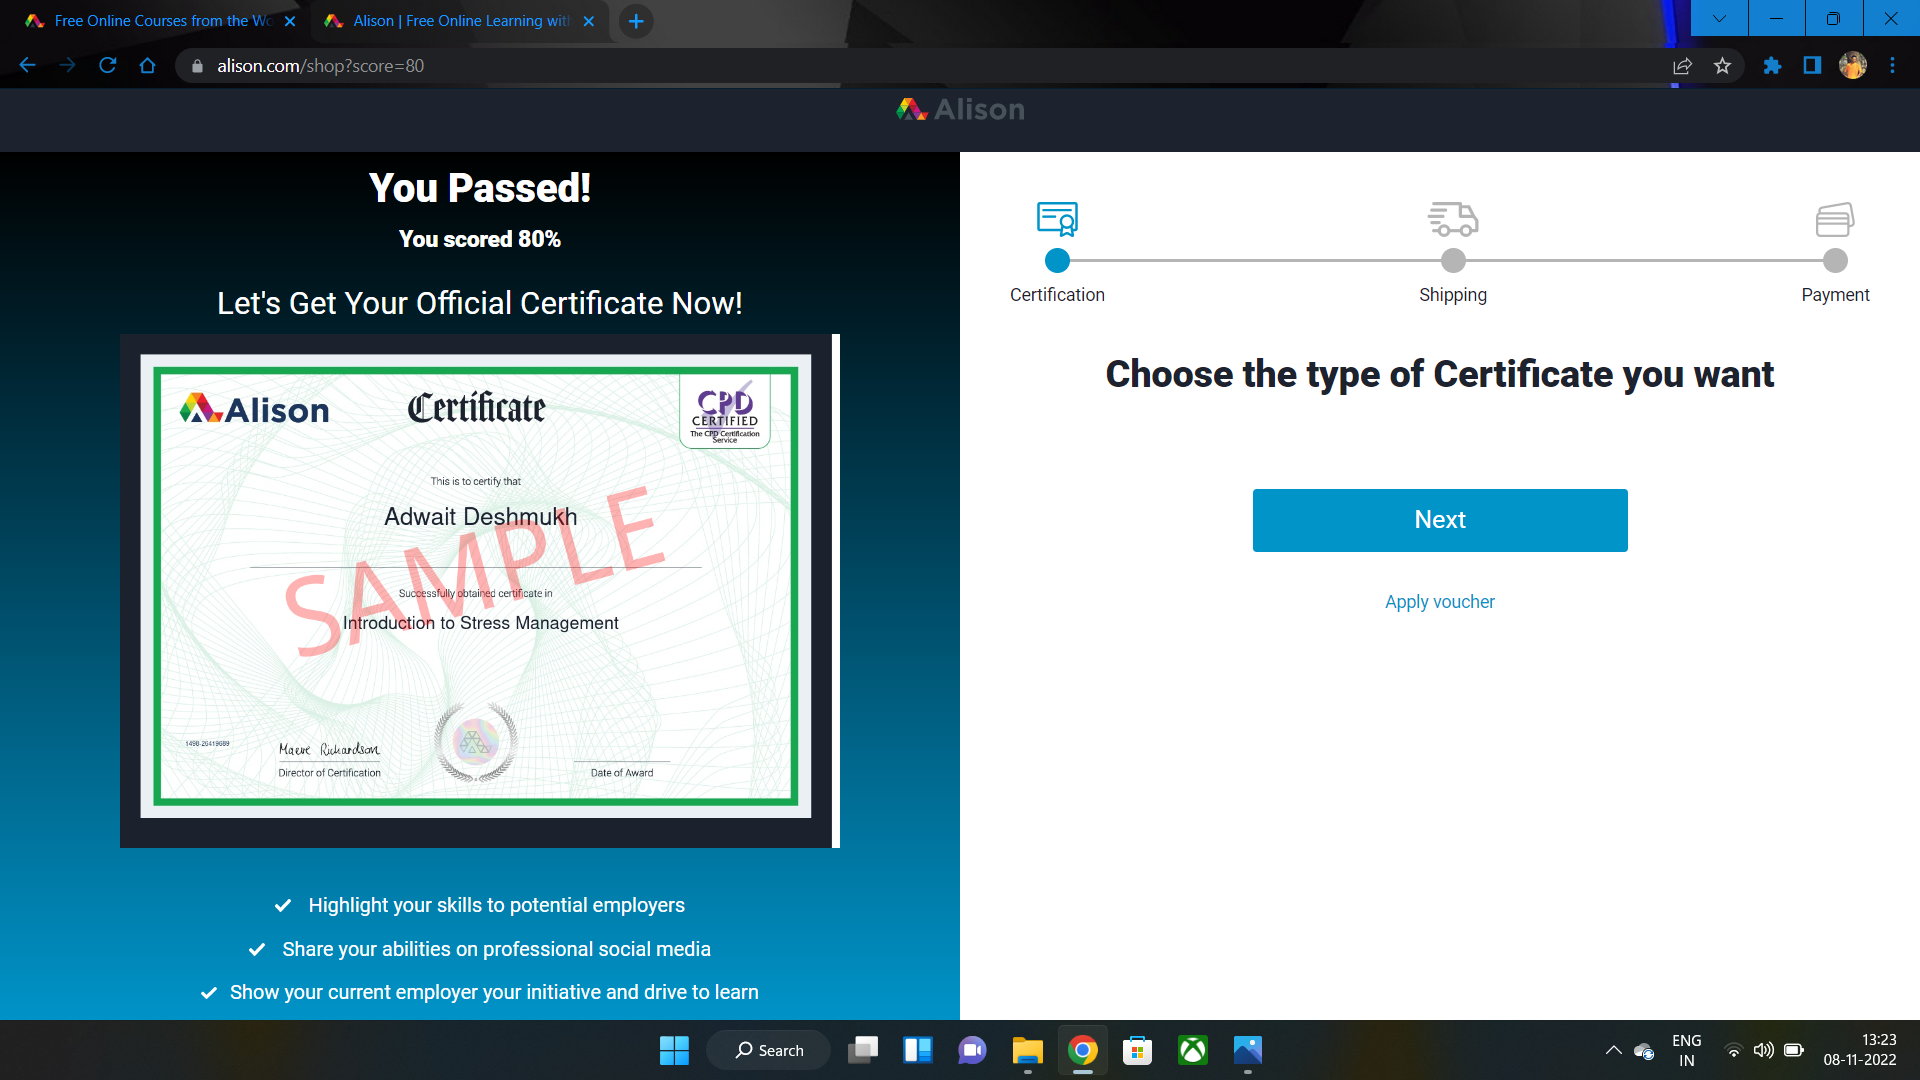 Free Online Courses from the Wo
Alison | Free Online Learning wit
alison.com/shop?score=80
Alison
You Passed!
You scored 80%
Let's Get Your Official Certificate Now!
Alison
Certificate
CPD
CERTIFIED
The CPD Certification
Service
This is to certify that
Adwait Deshmukh
SAMPLE
Successfully obtained certificate in
Introduction to Stress Management
1498-26419689
Maeve Richardson
Director of Certification
Date of Award
Highlight your skills to potential employers
Share your abilities on professional social media
Show your current employer your initiative and drive to learn
Certification
Shipping
Payment
Choose the type of Certificate you want
Next
Apply voucher
Search
ENG
IN
13:23
08-11-2022